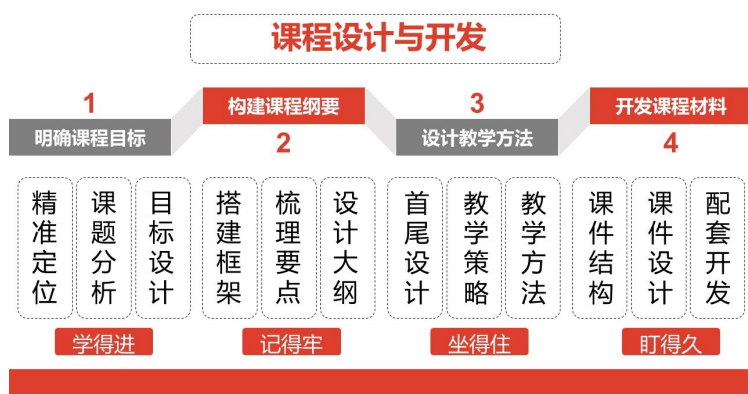 课程设计与开发
1
明确课程目标
构建课程纲要
2
3
设计教学方法
开发课程材料
4
精准定位
课题分析
目标设计
搭建框架
梳理要点
设计大纲
首尾设计
教学策略
教学方法
课件结构
课件设计
配套开发
学得进
记得牢
坐得住
盯得久